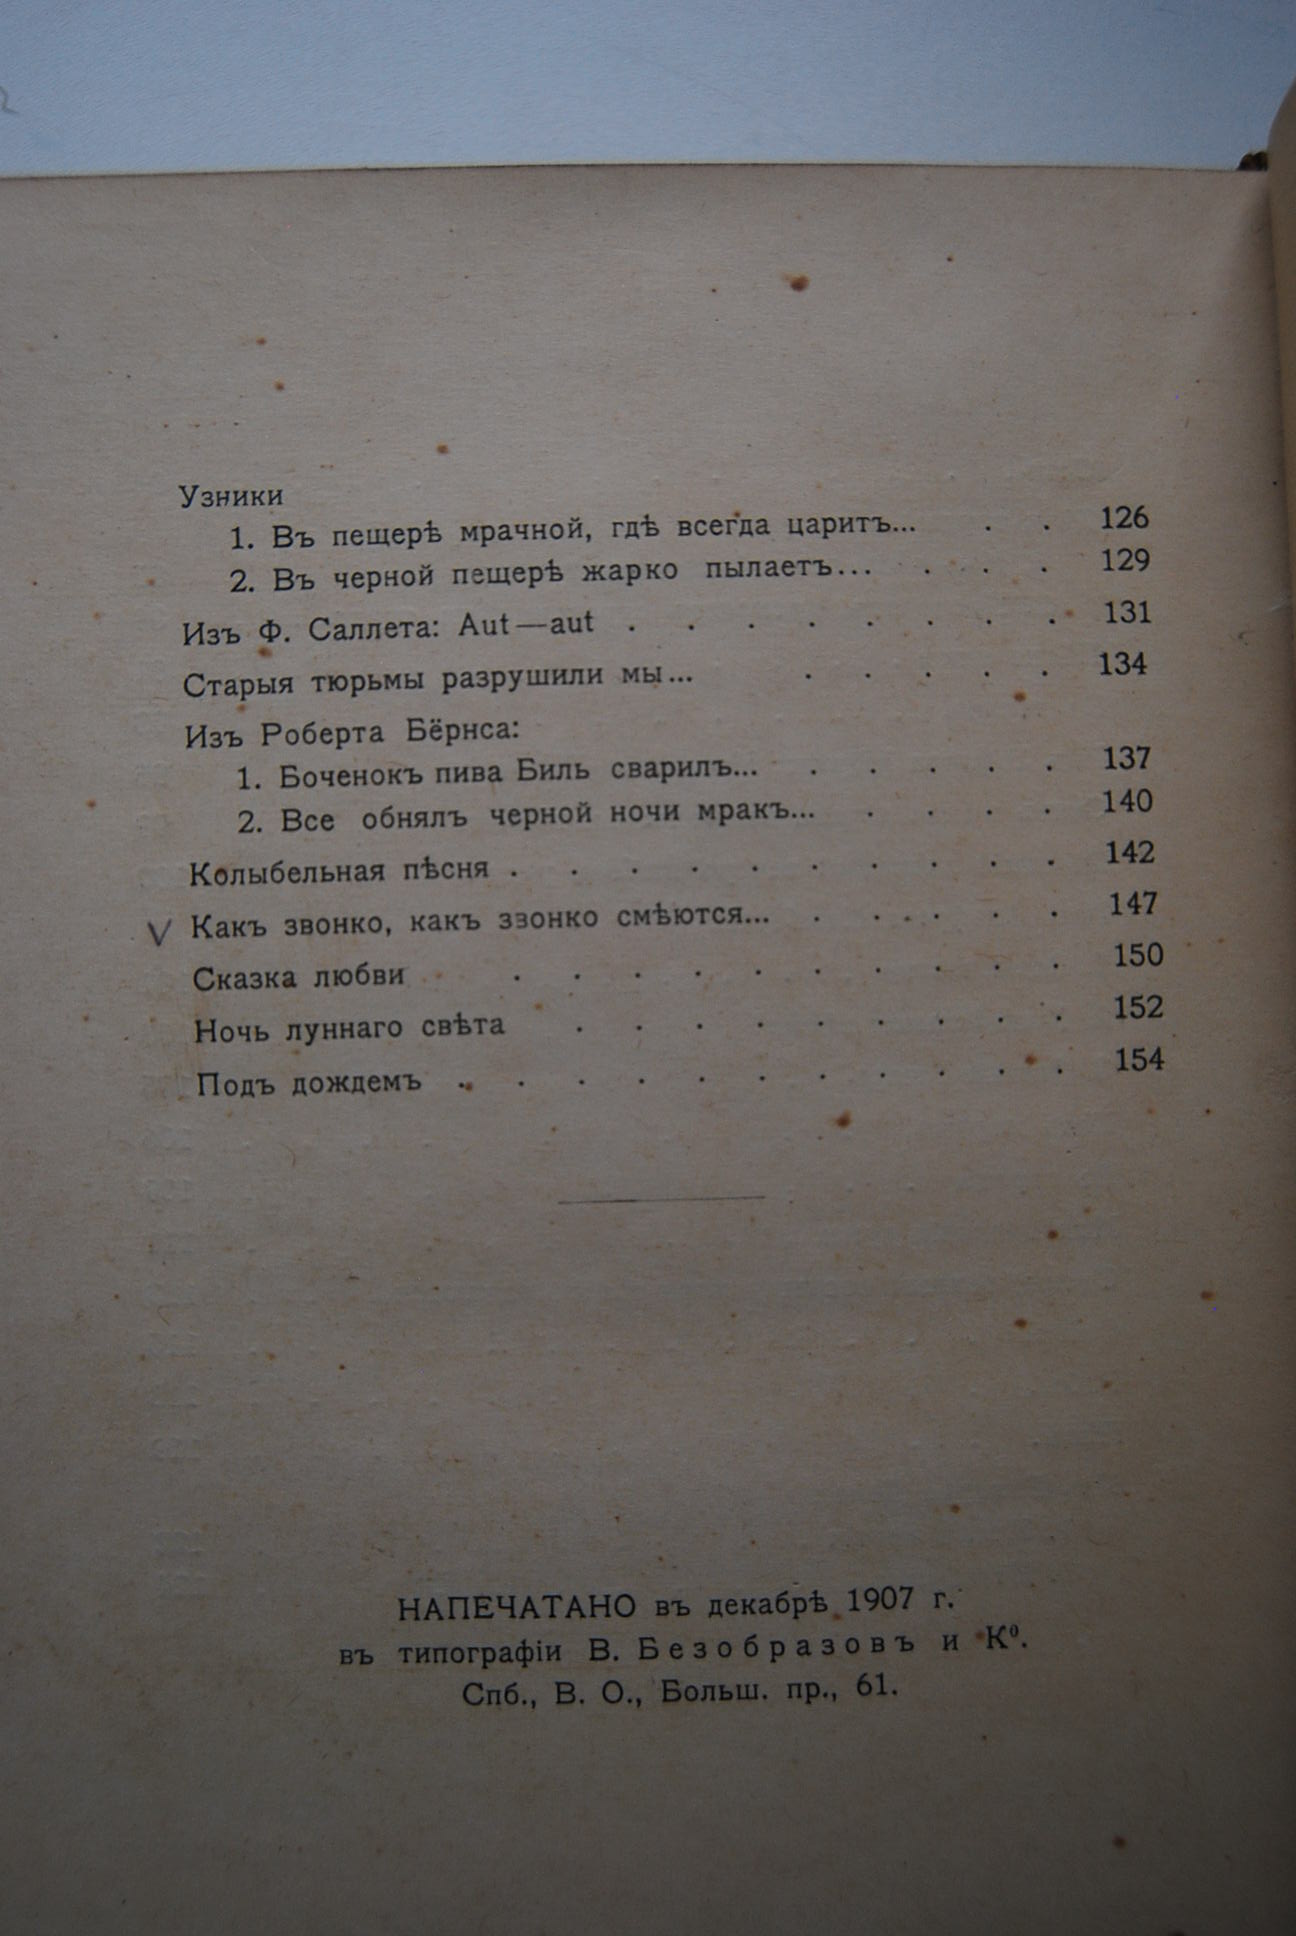 Узники
1. Въ пещерѣ мрачной, гдѣ всегда царитъ... . . 126
2. Въ черной пещерѣ жарко пылаетъ... . . . 129
Изъ Ф. Саллета: Aut—aut . . . . . . . . 131
Старыя тюрьмы разрушили мы... . . . . . 134
Изъ Роберта Бёрнса:
1. Боченокъ пива Биль сварилъ... . . . . . 137
2. Все обнялъ черной ночи мракъ... . . . . 140
Колыбельная пѣсня . . . . . . . . . . 142
V Какъ звонко, какъ звонко смѣются... . . . . . 147
Сказка любви . . . . . . . . . . 150
Ночь луннаго свѣта . . . . . . . . . 152
Подъ дождемъ . . . . . . . . . . . 154
НАПЕЧАТАНО въ декабрѣ 1907 г.
въ типографіи В. Безобразовъ и К⁰.
Спб., В. О., Больш. пр., 61.